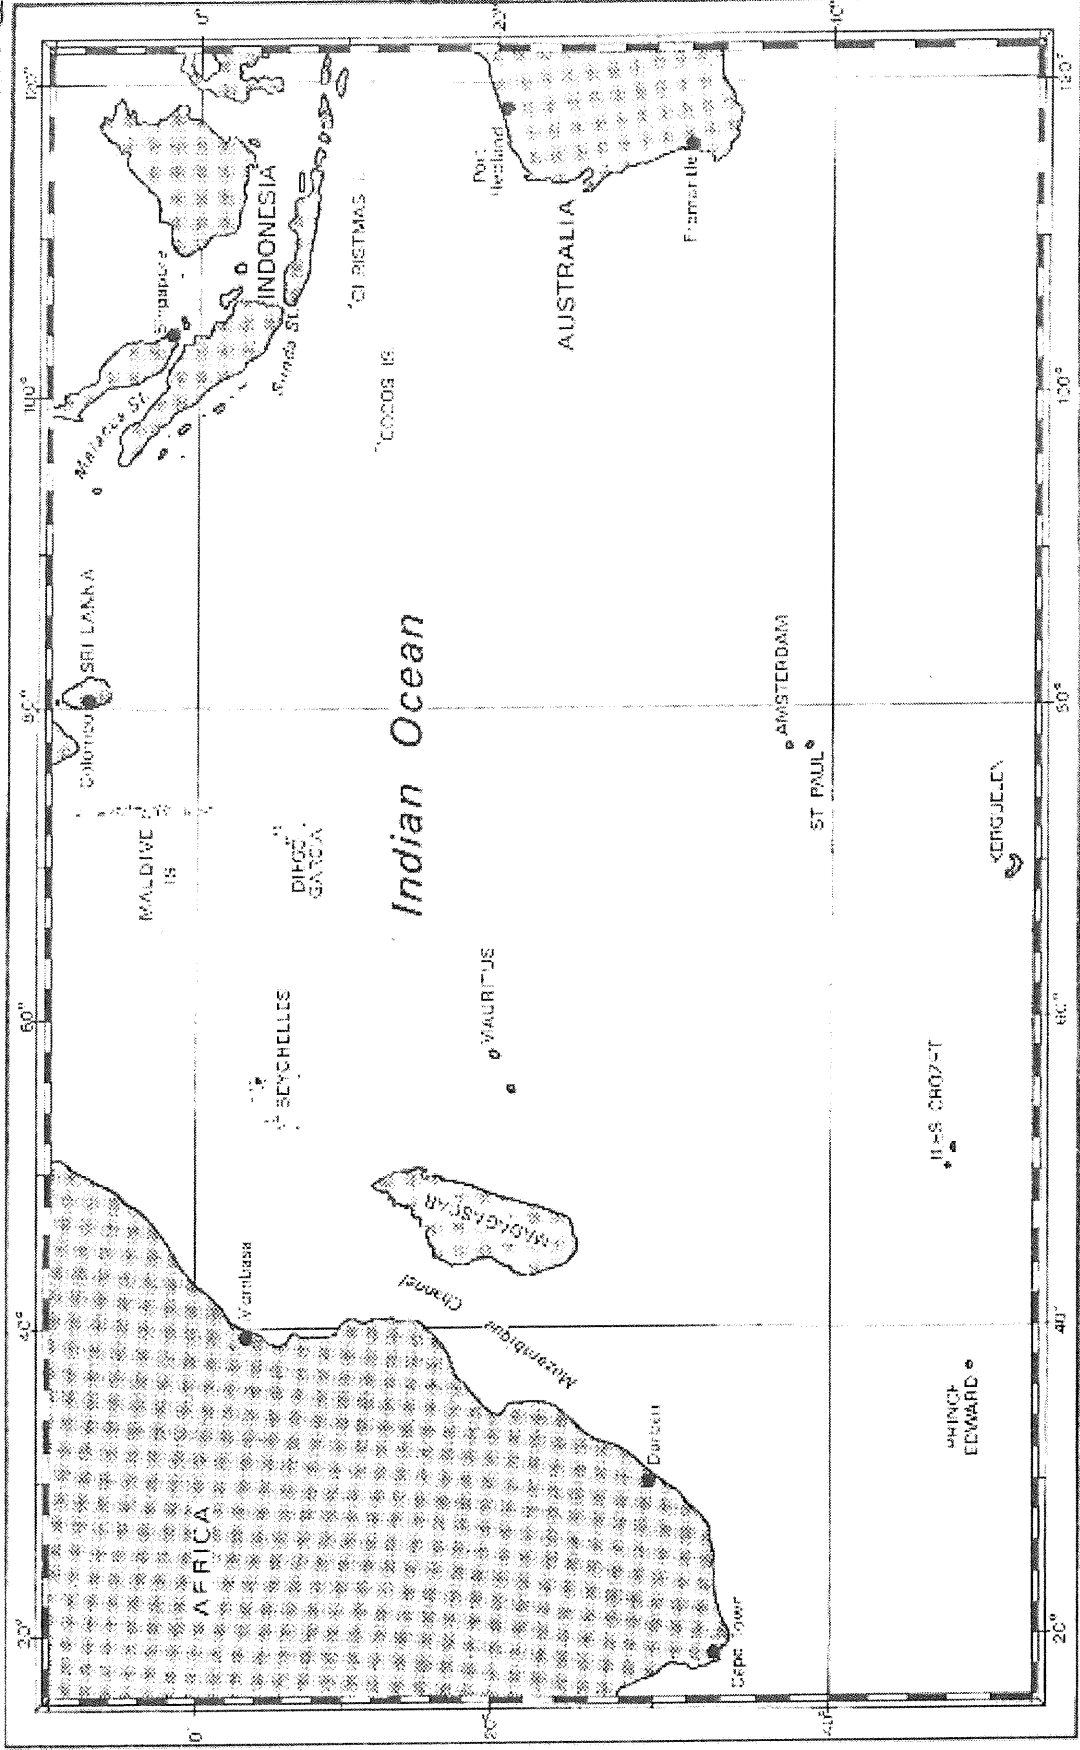 20°
40°
60°
80°
100°
120°
0°
0°
20°
20°
40°
40°
AFRICA
Mombasa
Durban
Cape Town
Mozambique
Channel
MADAGASCAR
SEYCHELLES
MAURITIUS
MALDIVE
IS
DIEGO
GARCIA
Colombo
SRI LANKA
Indian Ocean
Malacca St.
Singapore
INDONESIA
Sunda St.
CHRISTMAS I.
COCOS IS
Port
Hedland
AUSTRALIA
Fremantle
AMSTERDAM
ST PAUL
KERGUELEN
ILES CROZET
PRINCE
EDWARD
20°
40°
60°
80°
100°
120°